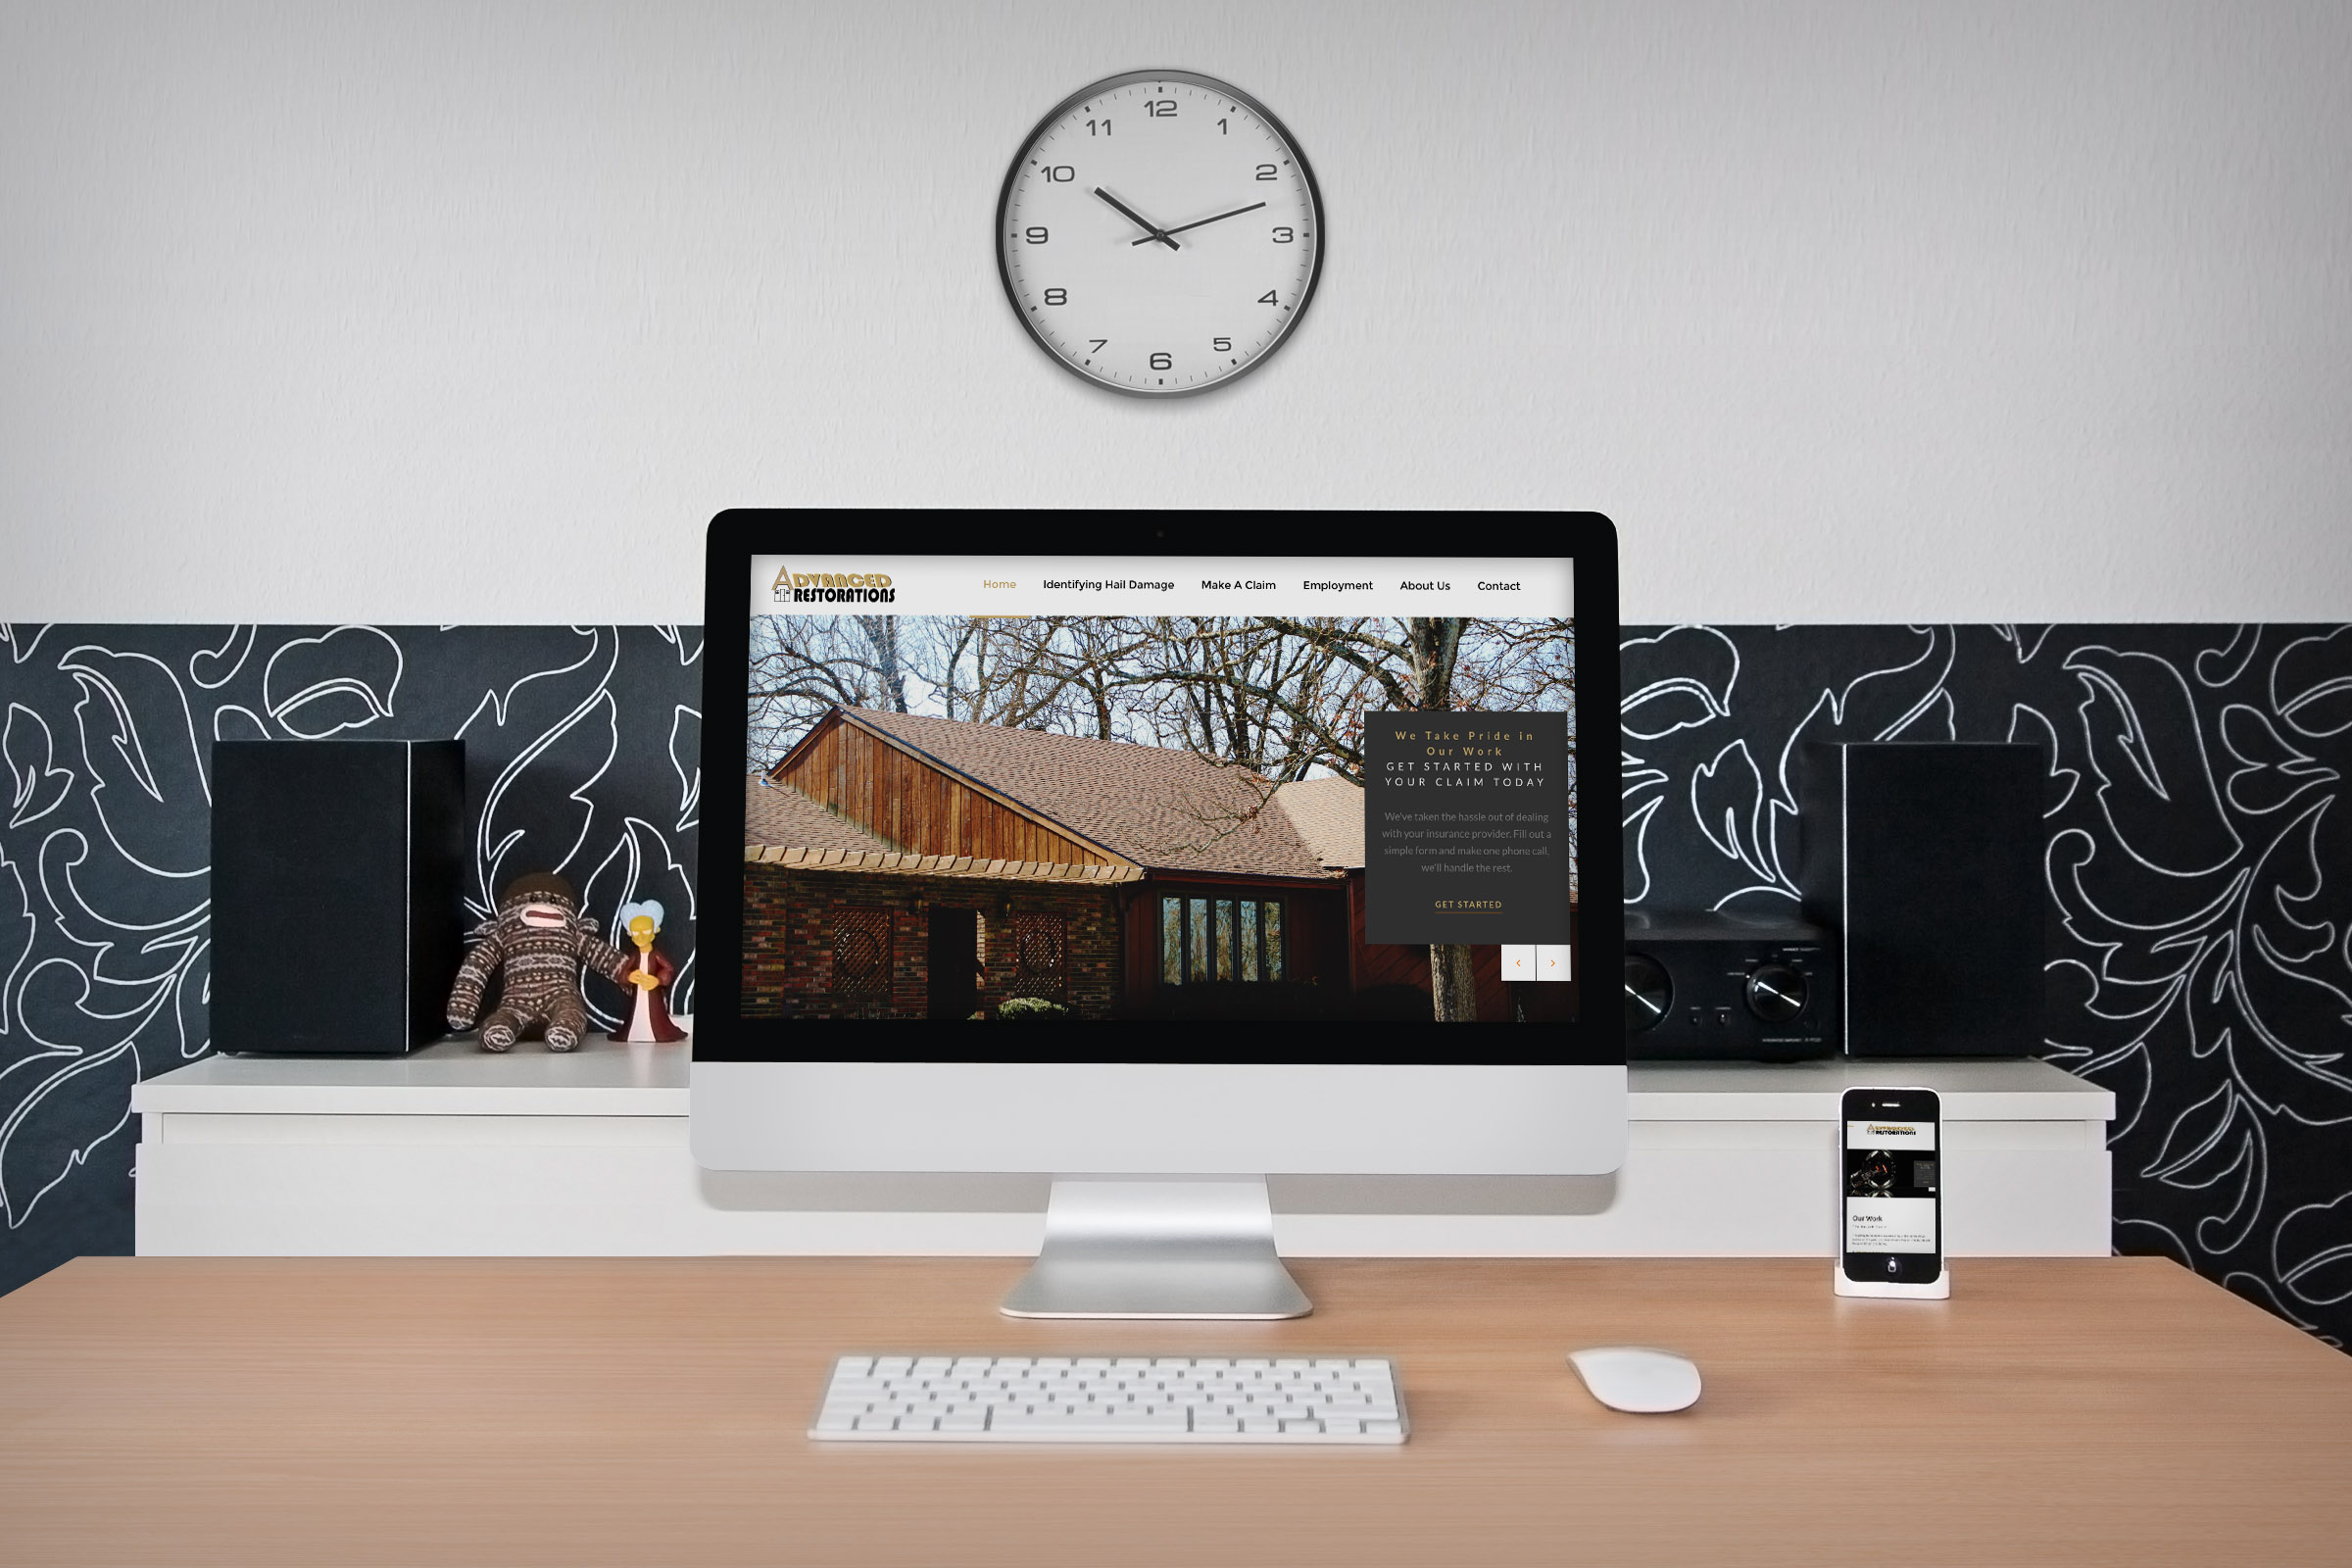 12
11
1
10
2
9
3
8
4
7
5
6
ADVANCED
RESTORATIONS
Home Identifying Hail Damage Make A Claim Employment About Us Contact
We Take Pride in
Our Work
GET STARTED WITH
YOUR CLAIM TODAY
We've taken the hassle out of dealing
with your insurance provider. Fill out a
simple form and make one phone call,
we'll handle the rest.
GET STARTED
ADVANCED
RESTORATIONS
Our Work